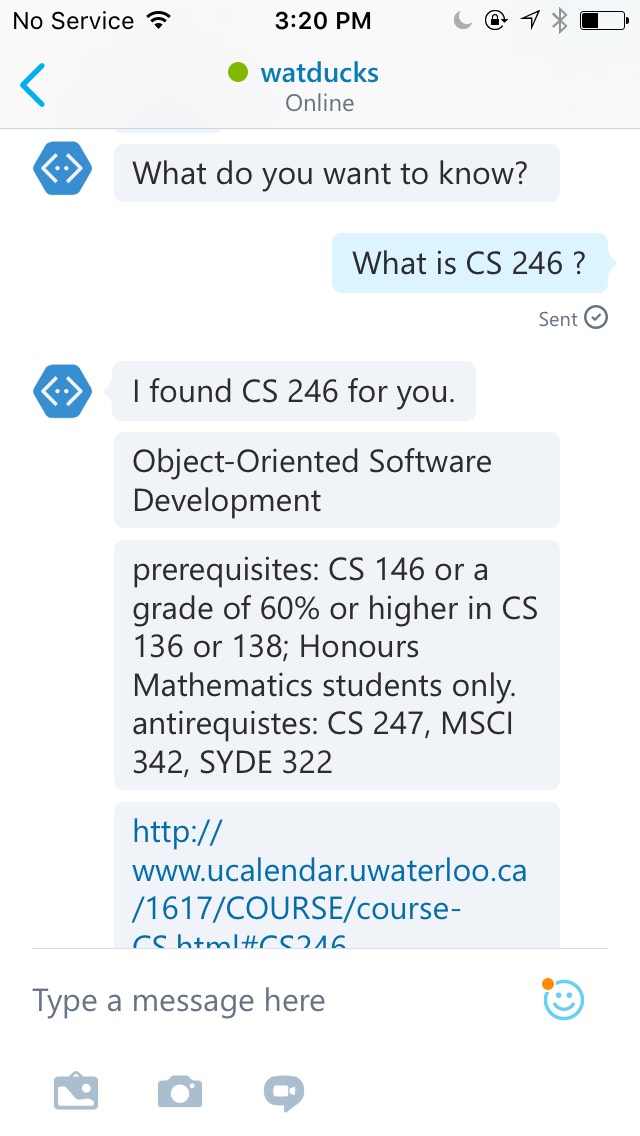 No Service 3:20 PM
watducks
Online
What do you want to know?
What is CS 246 ?
Sent
I found CS 246 for you.
Object-Oriented Software
Development
prerequisites: CS 146 or a
grade of 60% or higher in CS
136 or 138; Honours
Mathematics students only.
antirequistes: CS 247, MSCI
342, SYDE 322
http://
www.ucalendar.uwaterloo.ca
/1617/COURSE/course-
CS.html#CS246
Type a message here